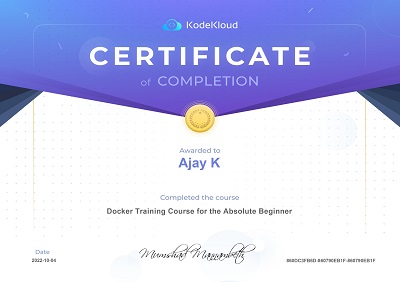 KodeKloud
CERTIFICATE
of COMPLETION
Awarded to
Ajay K
Completed the course
Docker Training Course for the Absolute Beginner
Date
2022-10-04
Mumshad Mannambeth